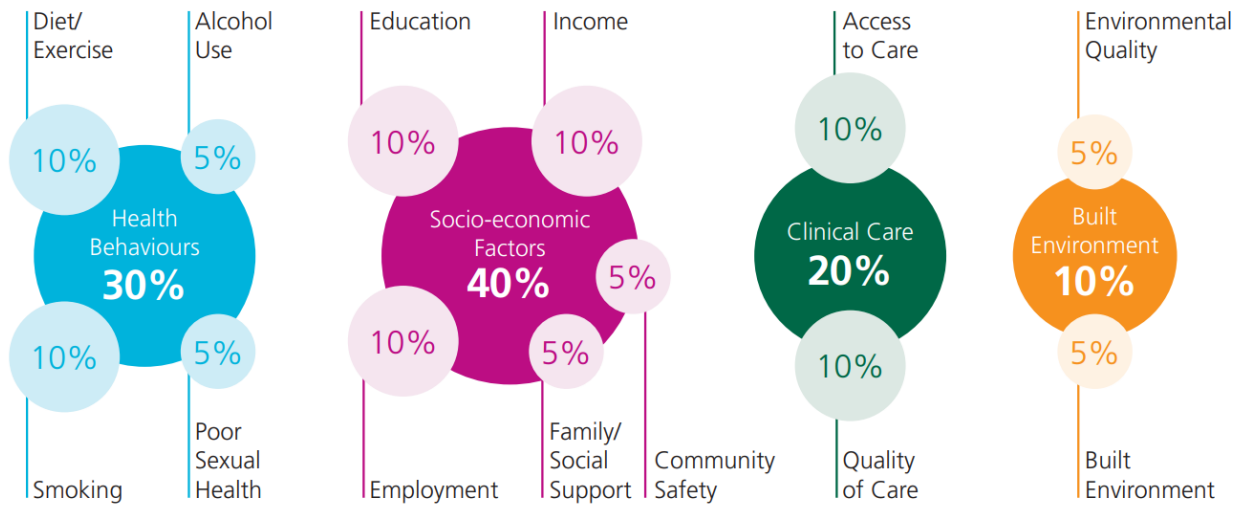 Diet/
Exercise
Alcohol
Use
10%
5%
Health
Behaviours
30%
10%
5%
Smoking
Poor
Sexual
Health
Education
Income
10%
10%
Socio-economic
Factors
40%
5%
10%
5%
Employment
Family/
Social
Support
Community
Safety
Access
to Care
10%
Clinical Care
20%
10%
Quality
of Care
Environmental
Quality
5%
Built
Environment
10%
5%
Built
Environment